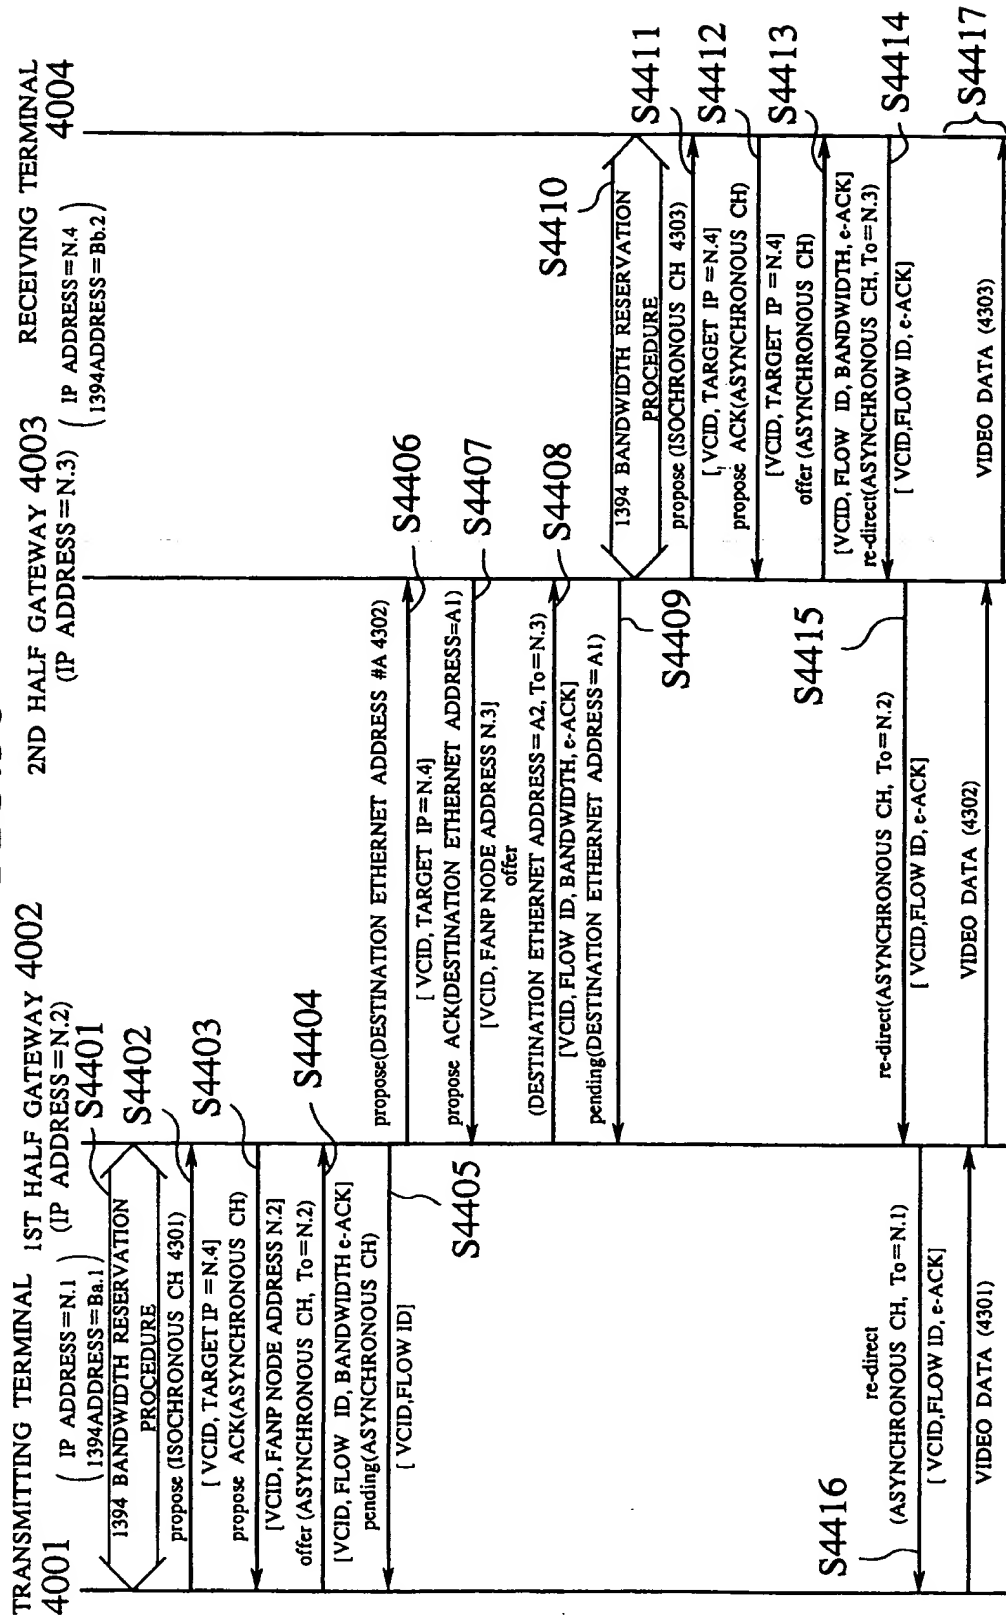 TRANSMITTING TERMINAL
4001
( IP ADDRESS=N.1
1394ADDRESS=Ba.1 )
1ST HALF GATEWAY 4002
(IP ADDRESS=N.2)
2ND HALF GATEWAY 4003
(IP ADDRESS=N.3)
RECEIVING TERMINAL
4004
( IP ADDRESS=N.4
1394ADDRESS=Bb.2 )
S4401
1394 BANDWIDTH RESERVATION
PROCEDURE
S4402
propose (ISOCHRONOUS CH 4301)
[ VCID, TARGET IP =N.4]
S4403
propose ACK(ASYNCHRONOUS CH)
[VCID, FANP NODE ADDRESS N.2]
S4404
offer (ASYNCHRONOUS CH, To=N.2)
[VCID, FLOW ID, BANDWIDTH e-ACK]
pending(ASYNCHRONOUS CH)
[ VCID,FLOW ID]
S4405
propose(DESTINATION ETHERNET ADDRESS #A 4302)
S4406
[ VCID, TARGET IP=N.4]
propose ACK(DESTINATION ETHERNET ADDRESS=A1)
S4407
[VCID, FANP NODE ADDRESS N.3]
offer
(DESTINATION ETHERNET ADDRESS=A2, To=N.3)
S4408
[VCID, FLOW ID, BANDWIDTH, e-ACK]
pending(DESTINATION ETHERNET ADDRESS=A1)
S4409
S4410
1394 BANDWIDTH RESERVATION
PROCEDURE
S4411
propose (ISOCHRONOUS CH 4303)
[ VCID, TARGET IP =N.4]
S4412
propose ACK(ASYNCHRONOUS CH)
[VCID, TARGET IP =N.4]
S4413
offer (ASYNCHRONOUS CH)
[VCID, FLOW ID, BANDWIDTH, e-ACK]
re-direct(ASYNCHRONOUS CH, To=N.3)
S4414
[ VCID,FLOW ID, e-ACK]
S4415
re-direct(ASYNCHRONOUS CH, To=N.2)
[ VCID,FLOW ID, e-ACK]
S4416
re-direct
(ASYNCHRONOUS CH, To=N.1)
[ VCID,FLOW ID, e-ACK]
VIDEO DATA (4301)
VIDEO DATA (4302)
VIDEO DATA (4303)
S4417